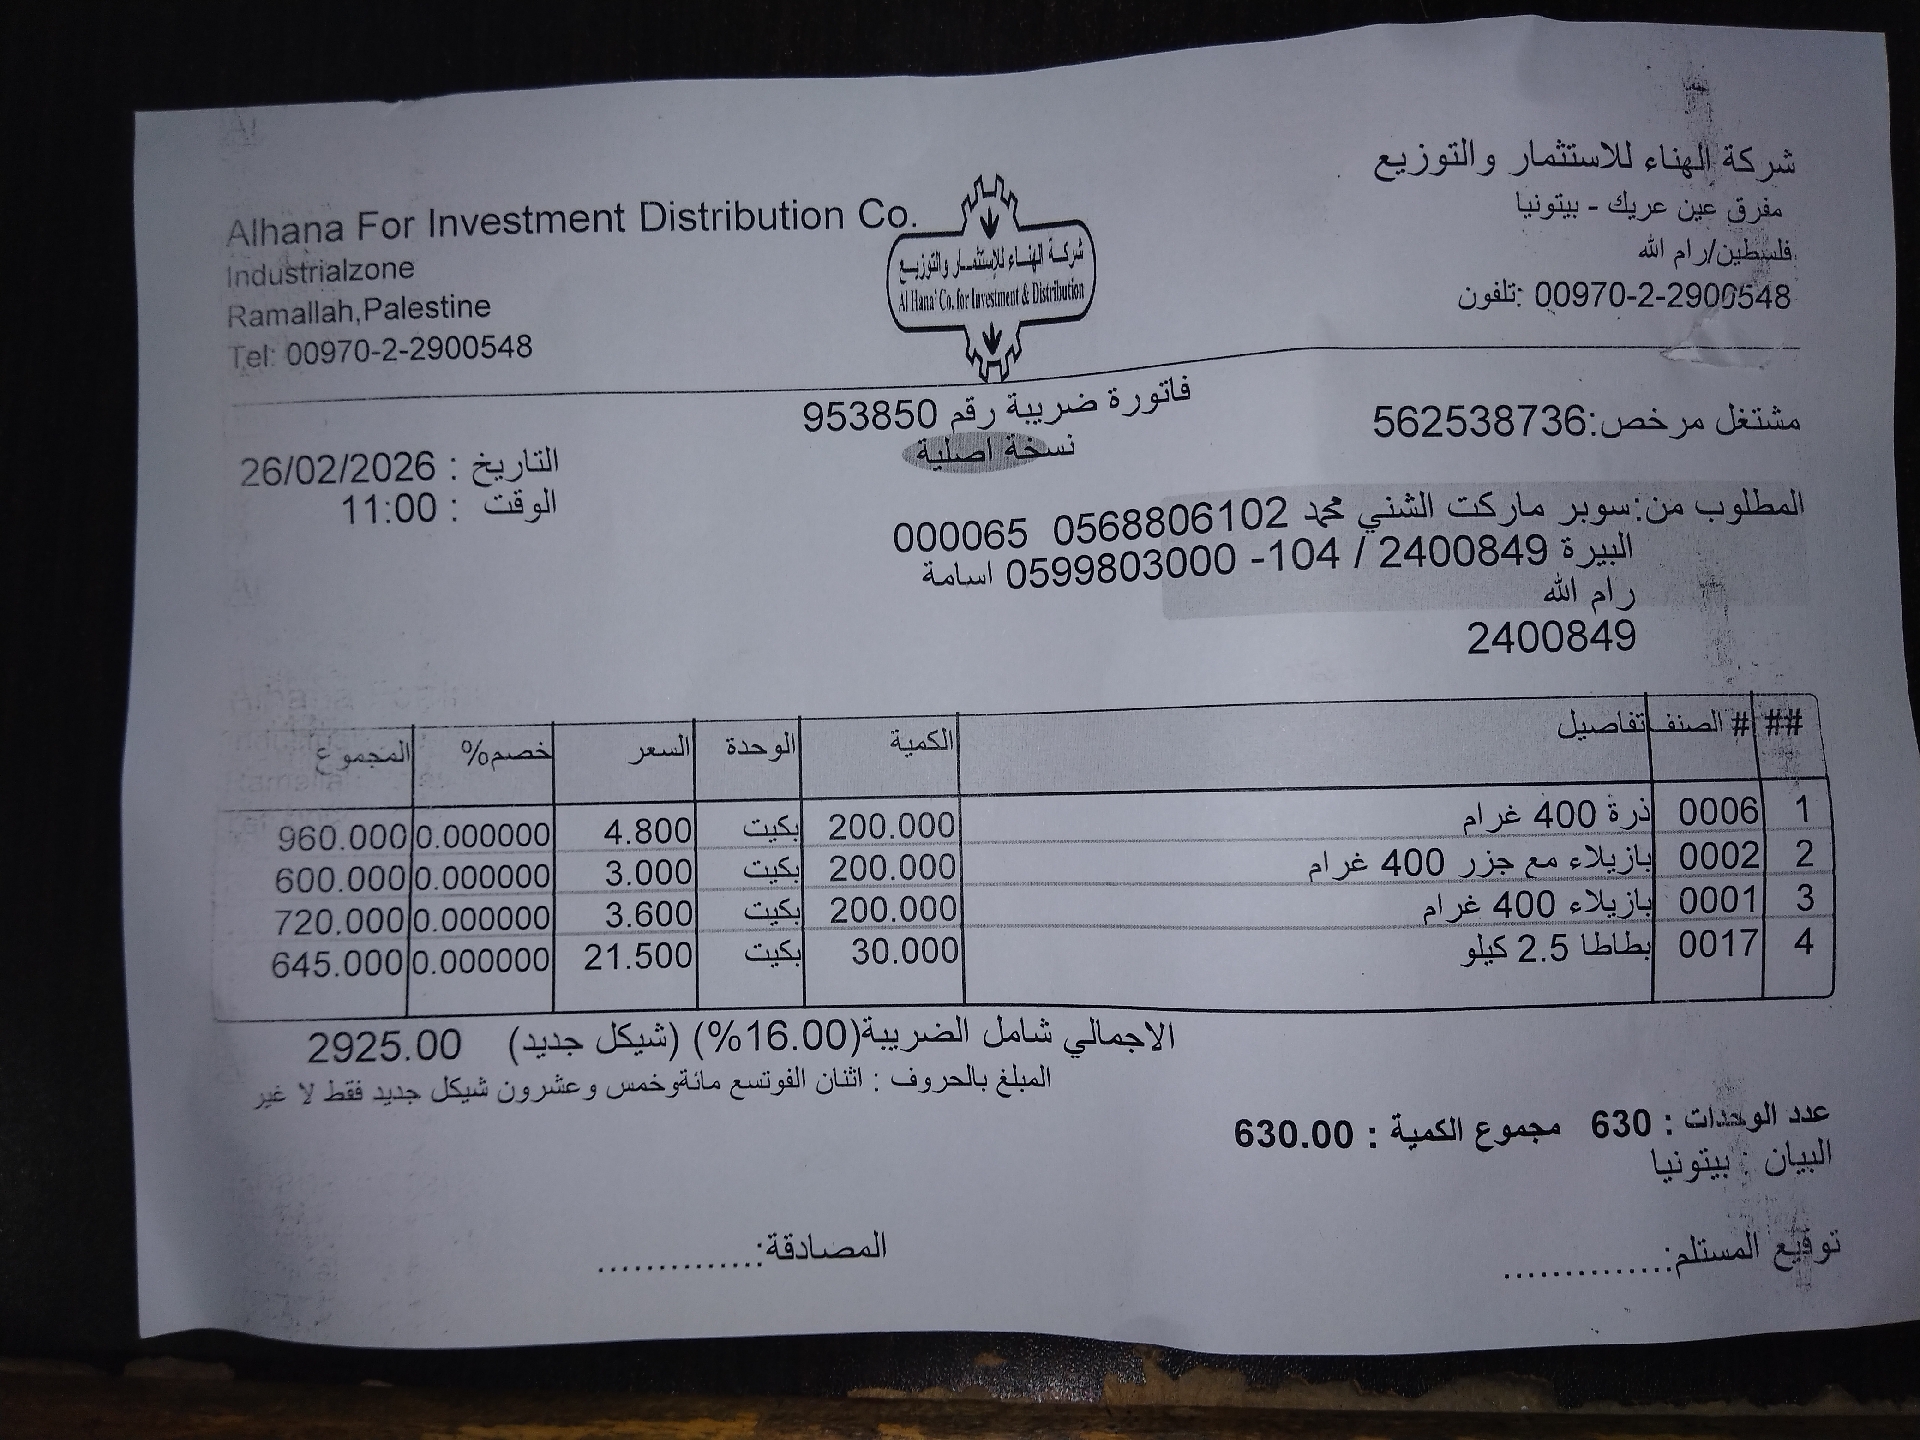 شركة الهناء للاستثمار والتوزيع
مفرق عين عريك - بيتونيا
فلسطين/رام الله
تلفون: 00970-2-2900548
Alhana For Investment Distribution Co.
Industrialzone
Ramallah,Palestine
Tel: 00970-2-2900548
شركة الهناء للإستثمار والتوزيع
Al Hana' Co. for Investment & Distribution
مشتغل مرخص:562538736
فاتورة ضريبة رقم 953850
نسخة اصلية
التاريخ : 26/02/2026
الوقت : 11:00
المطلوب من:سوبر ماركت الشني محمد 0568806102 000065
البيرة 2400849 / 104- 0599803000 اسامة
رام الله
2400849
## # الصنف تفاصيل الكمية الوحدة السعر خصم% المجموع
1 0006 ذرة 400 غرام 200.000 بكيت 4.800 0.000000 960.000
2 0002 بازيلاء مع جزر 400 غرام 200.000 بكيت 3.000 0.000000 600.000
3 0001 بازيلاء 400 غرام 200.000 بكيت 3.600 0.000000 720.000
4 0017 بطاطا 2.5 كيلو 30.000 بكيت 21.500 0.000000 645.000
الاجمالي شامل الضريبة(16.00%) (شيكل جديد) 2925.00
المبلغ بالحروف : اثنان الفوتسع مائةوخمس وعشرون شيكل جديد فقط لا غير
عدد الوحدات : 630 مجموع الكمية : 630.00
البيان : بيتونيا
توقيع المستلم:..............
المصادقة:..............